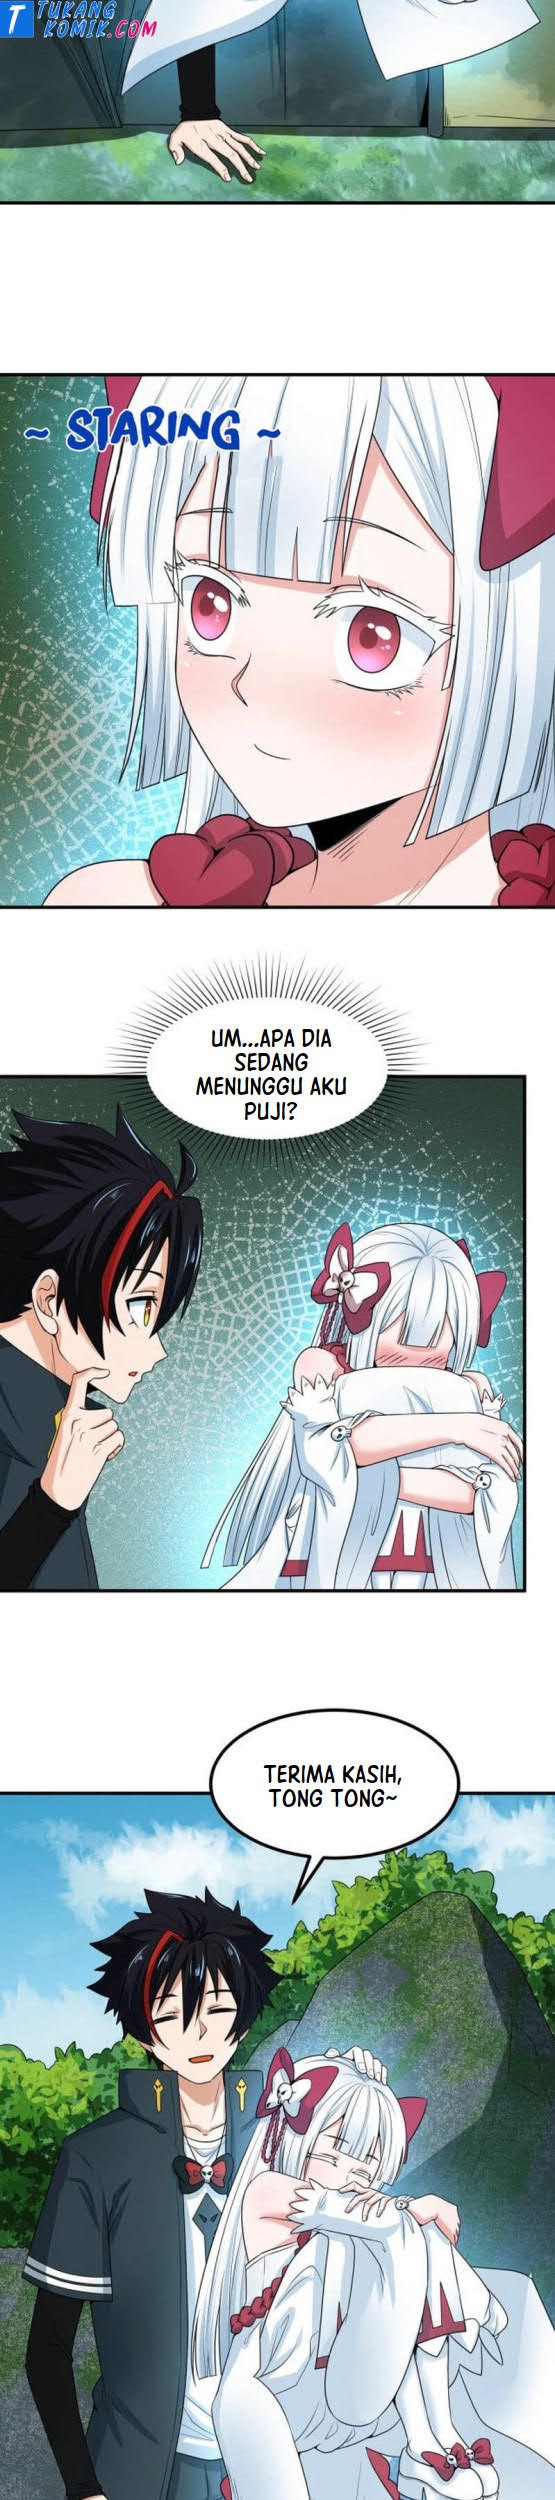 T TUKANG
KOMIK.COM
~ STARING ~
UM...APA DIA
SEDANG
MENUNGGU AKU
PUJI?
TERIMA KASIH,
TONG TONG~